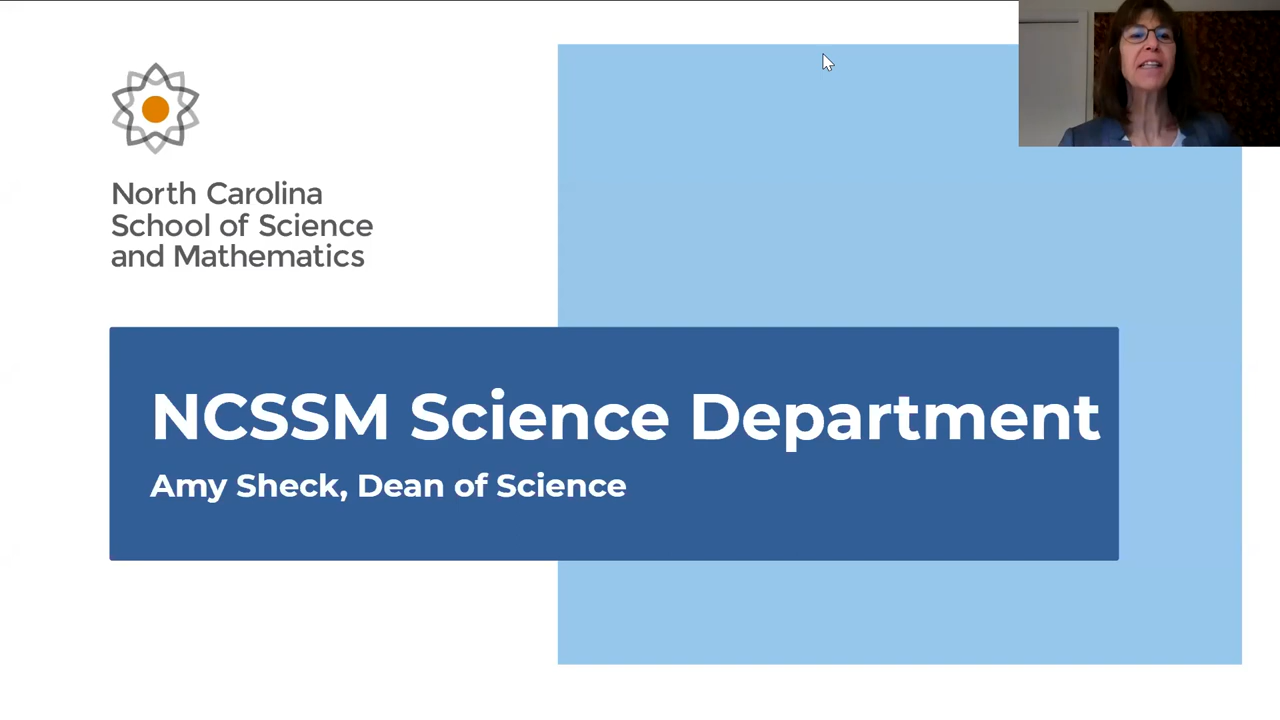 North Carolina
School of Science
and Mathematics
NCSSM Science Department
Amy Sheck, Dean of Science